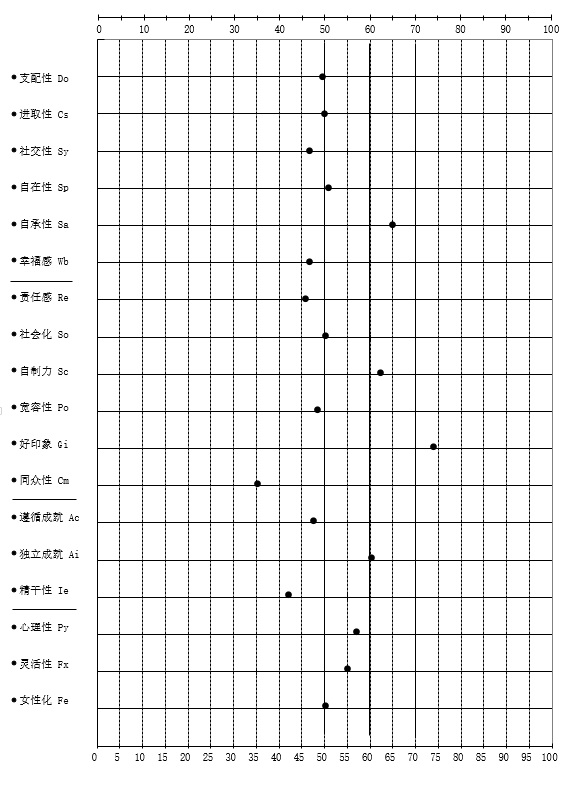 0 10 20 30 40 50 60 70 80 90 100
● 支配性 Do
● 进取性 Cs
● 社交性 Sy
● 自在性 Sp
● 自承性 Sa
● 幸福感 Wb
● 责任感 Re
● 社会化 So
● 自制力 Sc
● 宽容性 Po
● 好印象 Gi
● 同众性 Cm
● 遵循成就 Ac
● 独立成就 Ai
● 精干性 Ie
● 心理性 Py
● 灵活性 Fx
● 女性化 Fe
0 5 10 15 20 25 30 35 40 45 50 55 60 65 70 75 80 85 90 95 100